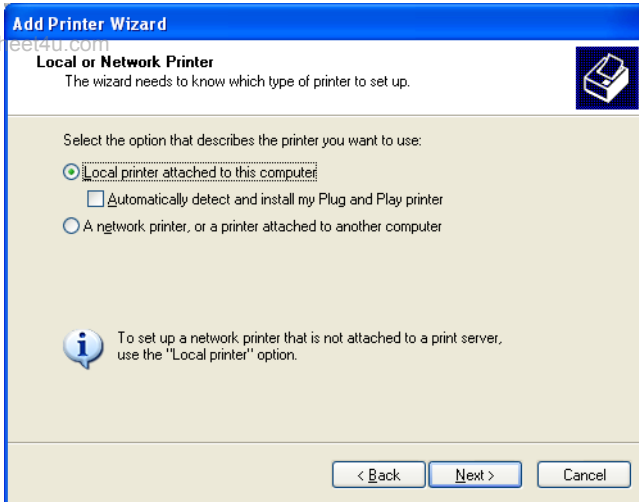 Add Printer Wizard
eet4u.com
Local or Network Printer
The wizard needs to know which type of printer to set up.
Select the option that describes the printer you want to use:
Local printer attached to this computer
Automatically detect and install my Plug and Play printer
A network printer, or a printer attached to another computer
To set up a network printer that is not attached to a print server,
use the "Local printer" option.
< Back
Next >
Cancel